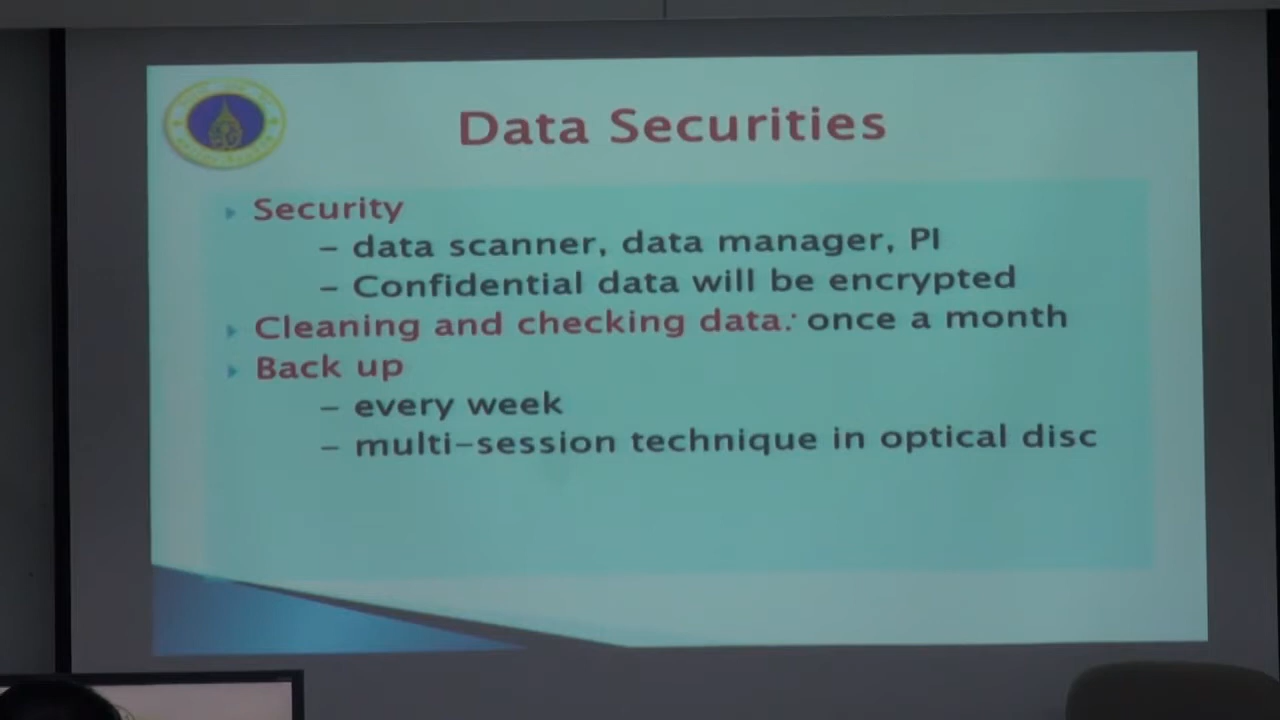 Data Securities
Security
– data scanner, data manager, PI
– Confidential data will be encrypted
Cleaning and checking data: once a month
Back up
– every week
– multi-session technique in optical disc